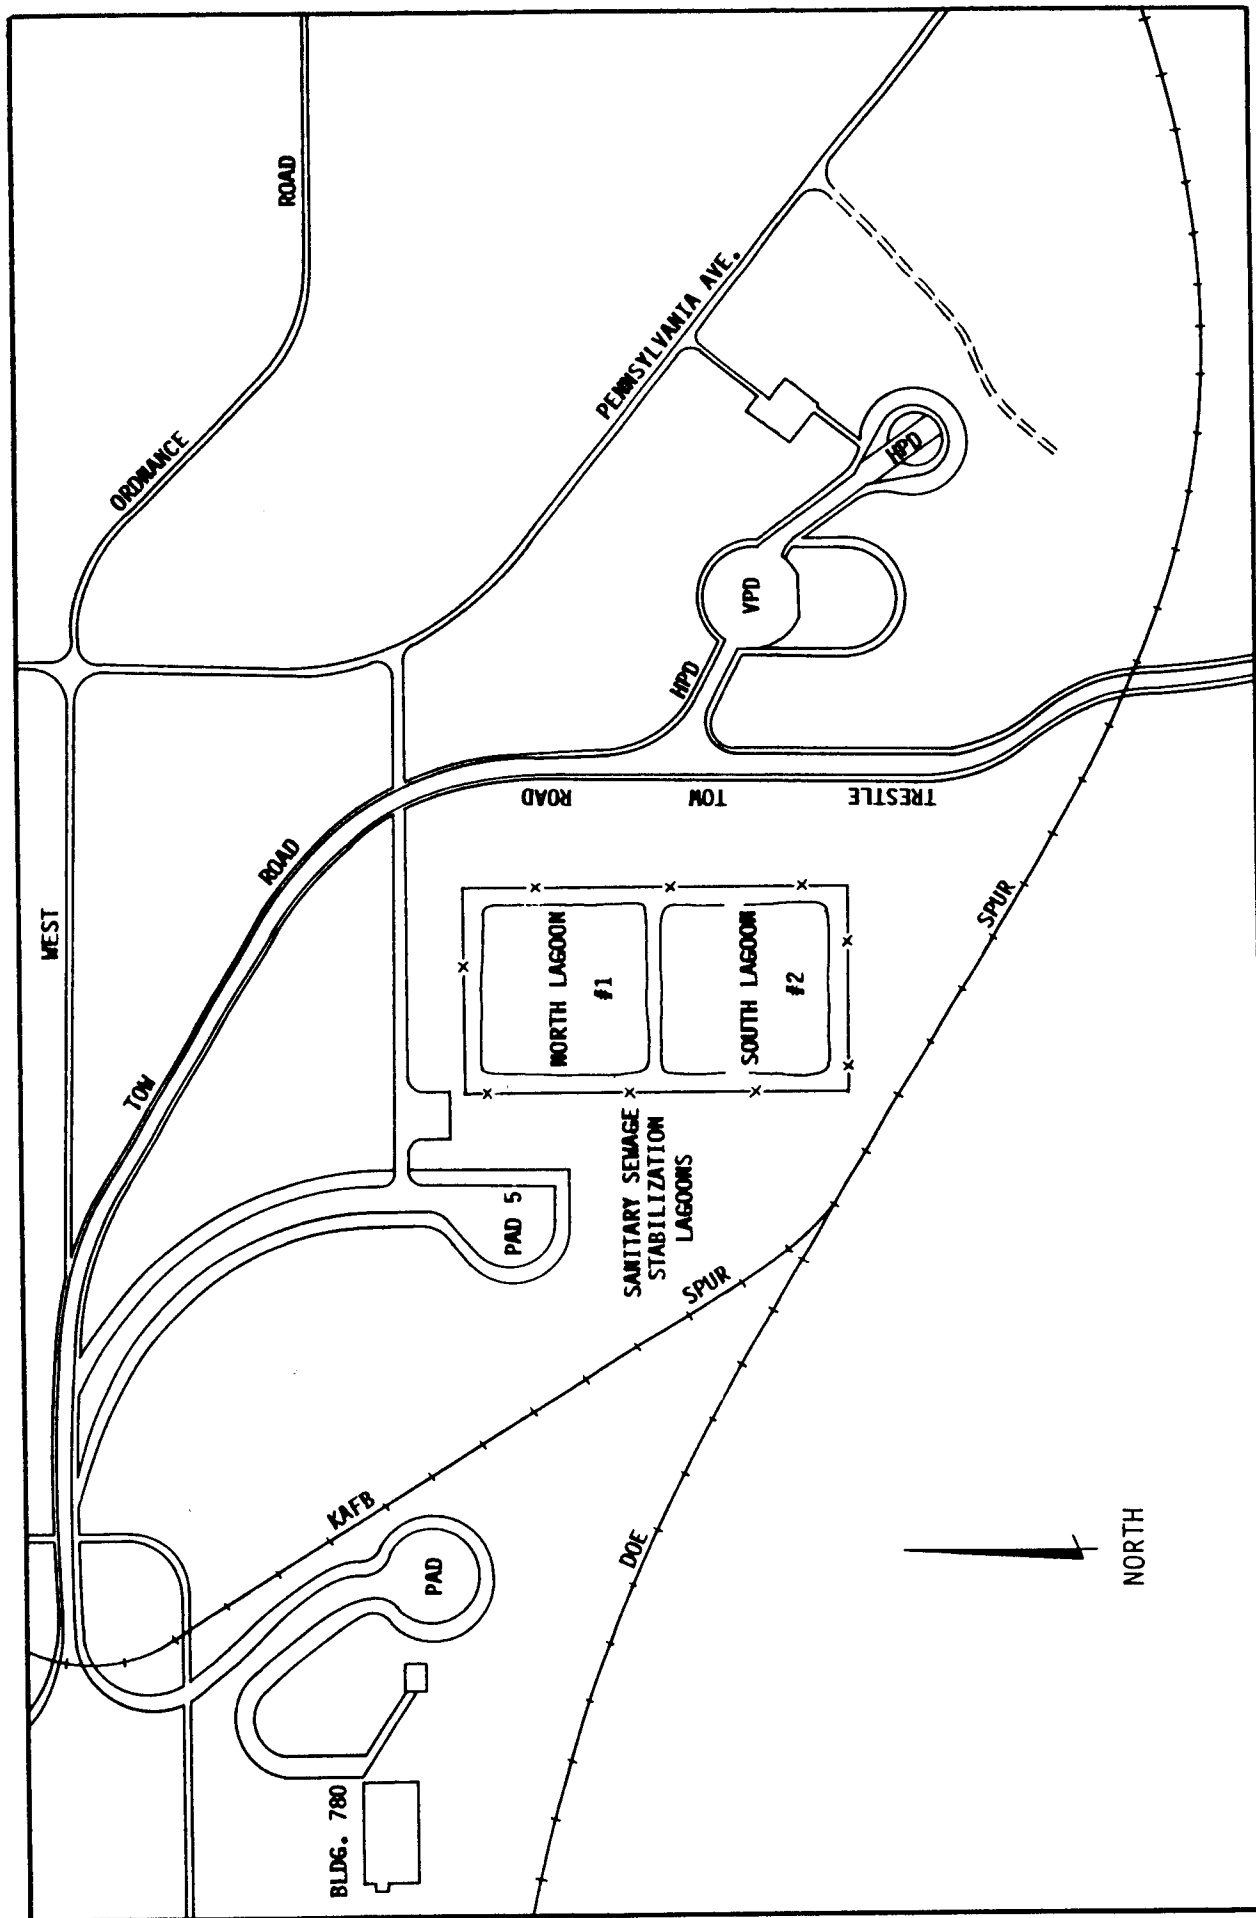 WEST
ORDNANCE
ROAD
TOW
ROAD
PENNSYLVANIA AVE.
HPD
VPD
HPD
TRESTLE
TOW
ROAD
NORTH LAGOON
#1
SOUTH LAGOON
#2
SANITARY SEWAGE
STABILIZATION
LAGOONS
PAD 5
KAFB
SPUR
PAD
BLDG. 780
DOE
SPUR
NORTH